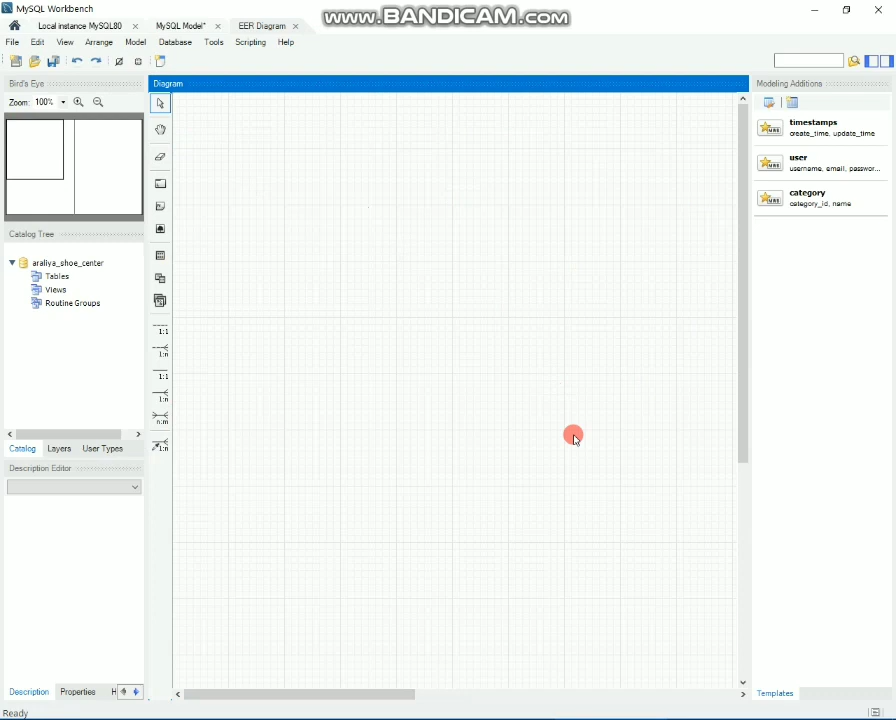 MySQL Workbench
www.BANDICAM.com
Local instance MySQL80
MySQL Model*
EER Diagram
File Edit View Arrange Model Database Tools Scripting Help
Bird's Eye
Zoom: 100%
Diagram
Modeling Additions
timestamps
create_time, update_time
user
username, email, passwor...
category
category_id, name
Catalog Tree
araliya_shoe_center
Tables
Views
Routine Groups
1:1
1:n
1:1
1:n
n:m
1:n
Catalog Layers User Types
Description Editor
Description Properties H
Templates
Ready